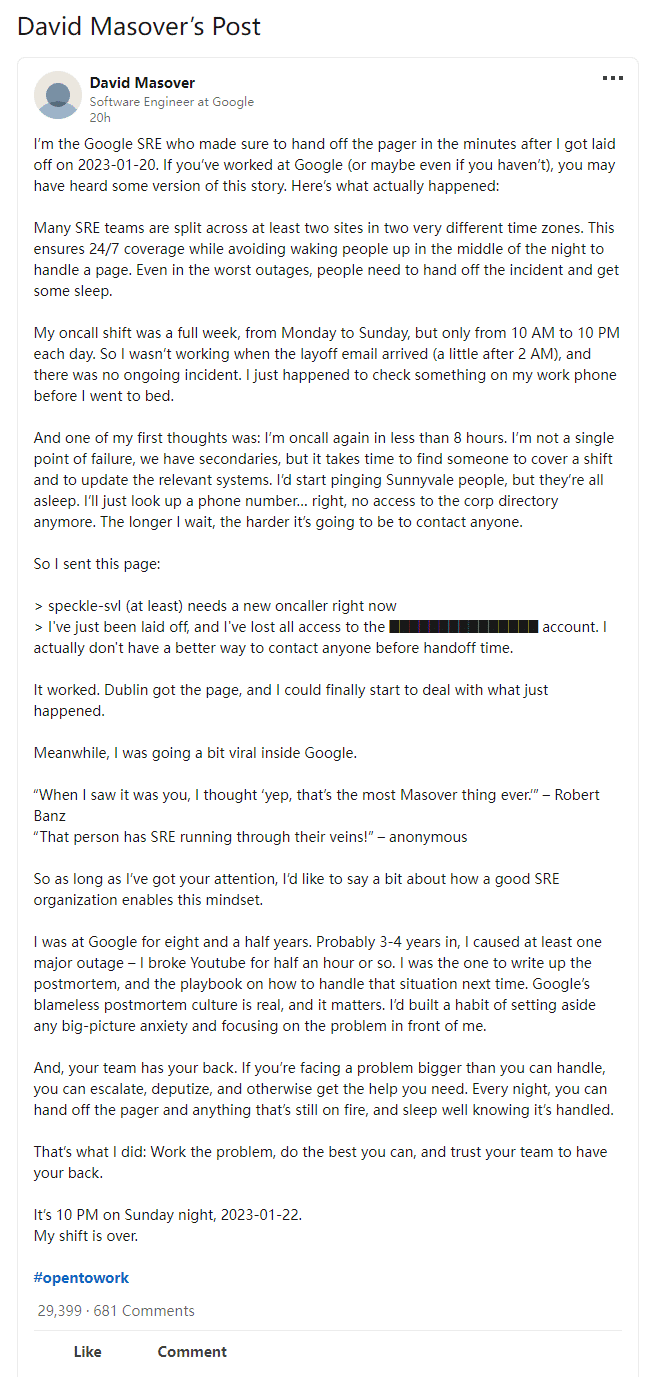 David Masover’s Post
David Masover
Software Engineer at Google
20h
I’m the Google SRE who made sure to hand off the pager in the minutes after I got laid
off on 2023-01-20. If you’ve worked at Google (or maybe even if you haven’t), you may
have heard some version of this story. Here’s what actually happened:
Many SRE teams are split across at least two sites in two very different time zones. This
ensures 24/7 coverage while avoiding waking people up in the middle of the night to
handle a page. Even in the worst outages, people need to hand off the incident and get
some sleep.
My oncall shift was a full week, from Monday to Sunday, but only from 10 AM to 10 PM
each day. So I wasn’t working when the layoff email arrived (a little after 2 AM), and
there was no ongoing incident. I just happened to check something on my work phone
before I went to bed.
And one of my first thoughts was: I’m oncall again in less than 8 hours. I’m not a single
point of failure, we have secondaries, but it takes time to find someone to cover a shift
and to update the relevant systems. I’d start pinging Sunnyvale people, but they’re all
asleep. I’ll just look up a phone number... right, no access to the corp directory
anymore. The longer I wait, the harder it’s going to be to contact anyone.
So I sent this page:
> speckle-svl (at least) needs a new oncaller right now
> I've just been laid off, and I've lost all access to the account. I
actually don't have a better way to contact anyone before handoff time.
It worked. Dublin got the page, and I could finally start to deal with what just
happened.
Meanwhile, I was going a bit viral inside Google.
“When I saw it was you, I thought ‘yep, that’s the most Masover thing ever.’” – Robert
Banz
“That person has SRE running through their veins!” – anonymous
So as long as I’ve got your attention, I’d like to say a bit about how a good SRE
organization enables this mindset.
I was at Google for eight and a half years. Probably 3-4 years in, I caused at least one
major outage – I broke Youtube for half an hour or so. I was the one to write up the
postmortem, and the playbook on how to handle that situation next time. Google’s
blameless postmortem culture is real, and it matters. I’d built a habit of setting aside
any big-picture anxiety and focusing on the problem in front of me.
And, your team has your back. If you’re facing a problem bigger than you can handle,
you can escalate, deputize, and otherwise get the help you need. Every night, you can
hand off the pager and anything that’s still on fire, and sleep well knowing it’s handled.
That’s what I did: Work the problem, do the best you can, and trust your team to have
your back.
It’s 10 PM on Sunday night, 2023-01-22.
My shift is over.
#opentowork
29,399 · 681 Comments
Like Comment